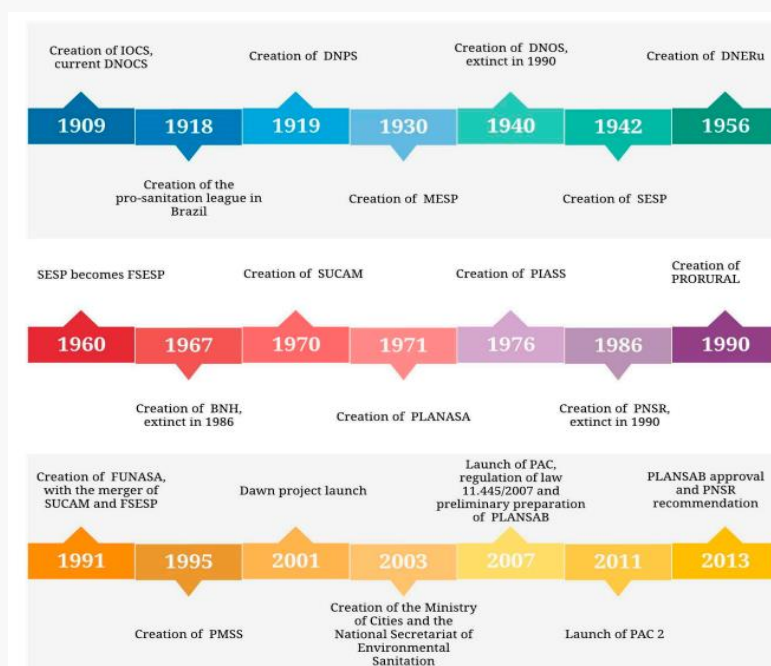 Creation of IOCS,
current DNOCS
Creation of DNPS
Creation of DNOS,
extinct in 1990
Creation of DNERu
1909
1918
1919
1930
1940
1942
1956
Creation of the
pro-sanitation league in
Brazil
Creation of MESP
Creation of SESP
SESP becomes FSESP
Creation of SUCAM
Creation of PIASS
Creation of
PRORURAL
1960
1967
1970
1971
1976
1986
1990
Creation of BNH,
extinct in 1986
Creation of PLANASA
Creation of PNSR,
extinct in 1990
Creation of FUNASA,
with the merger of
SUCAM and FSESP
Dawn project launch
Launch of PAC,
regulation of law
11.445/2007 and
preliminary preparation
of PLANSAB
PLANSAB approval
and PNSR
recommendation
1991
1995
2001
2003
2007
2011
2013
Creation of PMSS
Creation of the Ministry
of Cities and the
National Secretariat of
Environmental
Sanitation
Launch of PAC 2